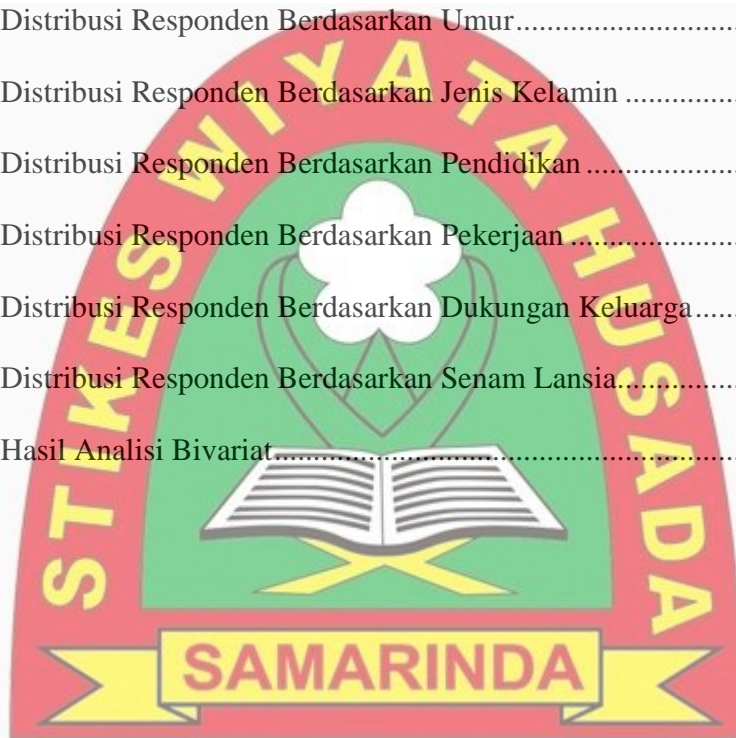 Distribusi Responden Berdasarkan Umur..........................
Distribusi Responden Berdasarkan Jenis Kelamin ...............
Distribusi Responden Berdasarkan Pendidikan ...................
Distribusi Responden Berdasarkan Pekerjaan .....................
Distribusi Responden Berdasarkan Dukungan Keluarga.....
Distribusi Responden Berdasarkan Senam Lansia...............
Hasil Analisi Bivariat......................................................
STIKES WIYATA HUSADA
SAMARINDA